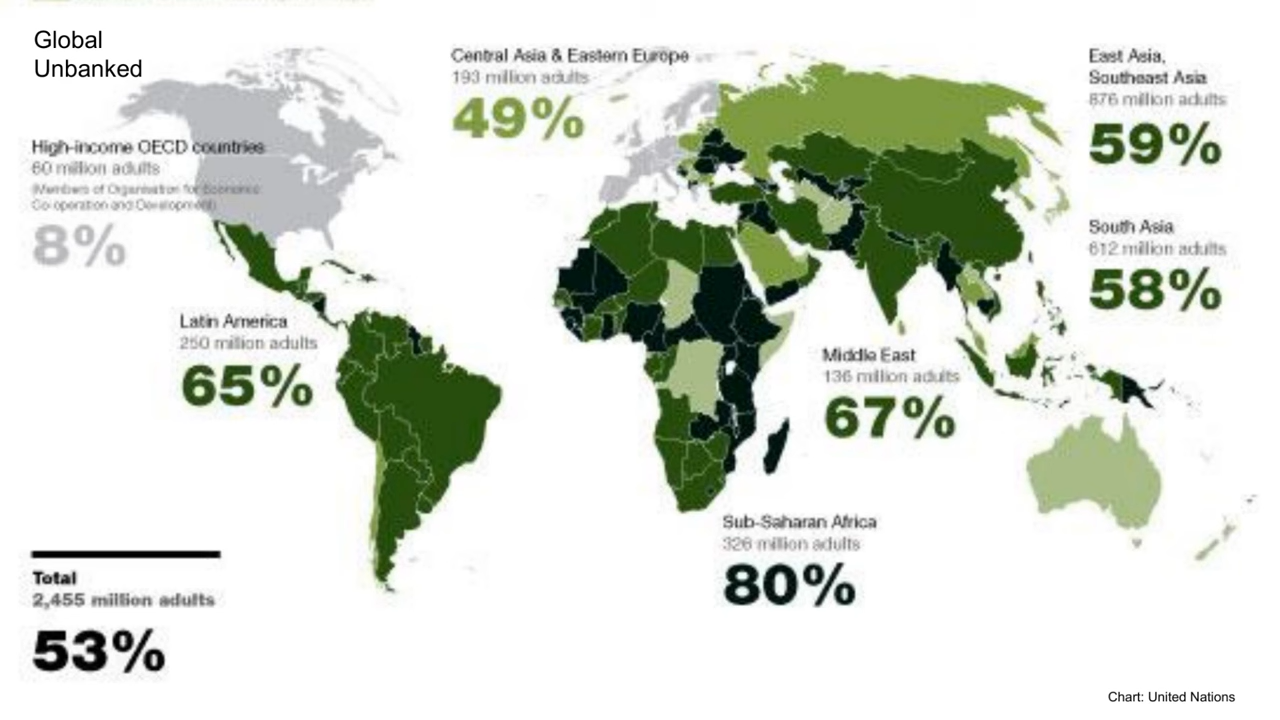 Global
Unbanked
High-income OECD countries
60 million adults
(Members of Organisation for Economic
Co-operation and Development)
8%
Central Asia & Eastern Europe
193 million adults
49%
East Asia,
Southeast Asia
876 million adults
59%
South Asia
612 million adults
58%
Latin America
250 million adults
65%
Middle East
136 million adults
67%
Sub-Saharan Africa
326 million adults
80%
Total
2,455 million adults
53%
Chart: United Nations